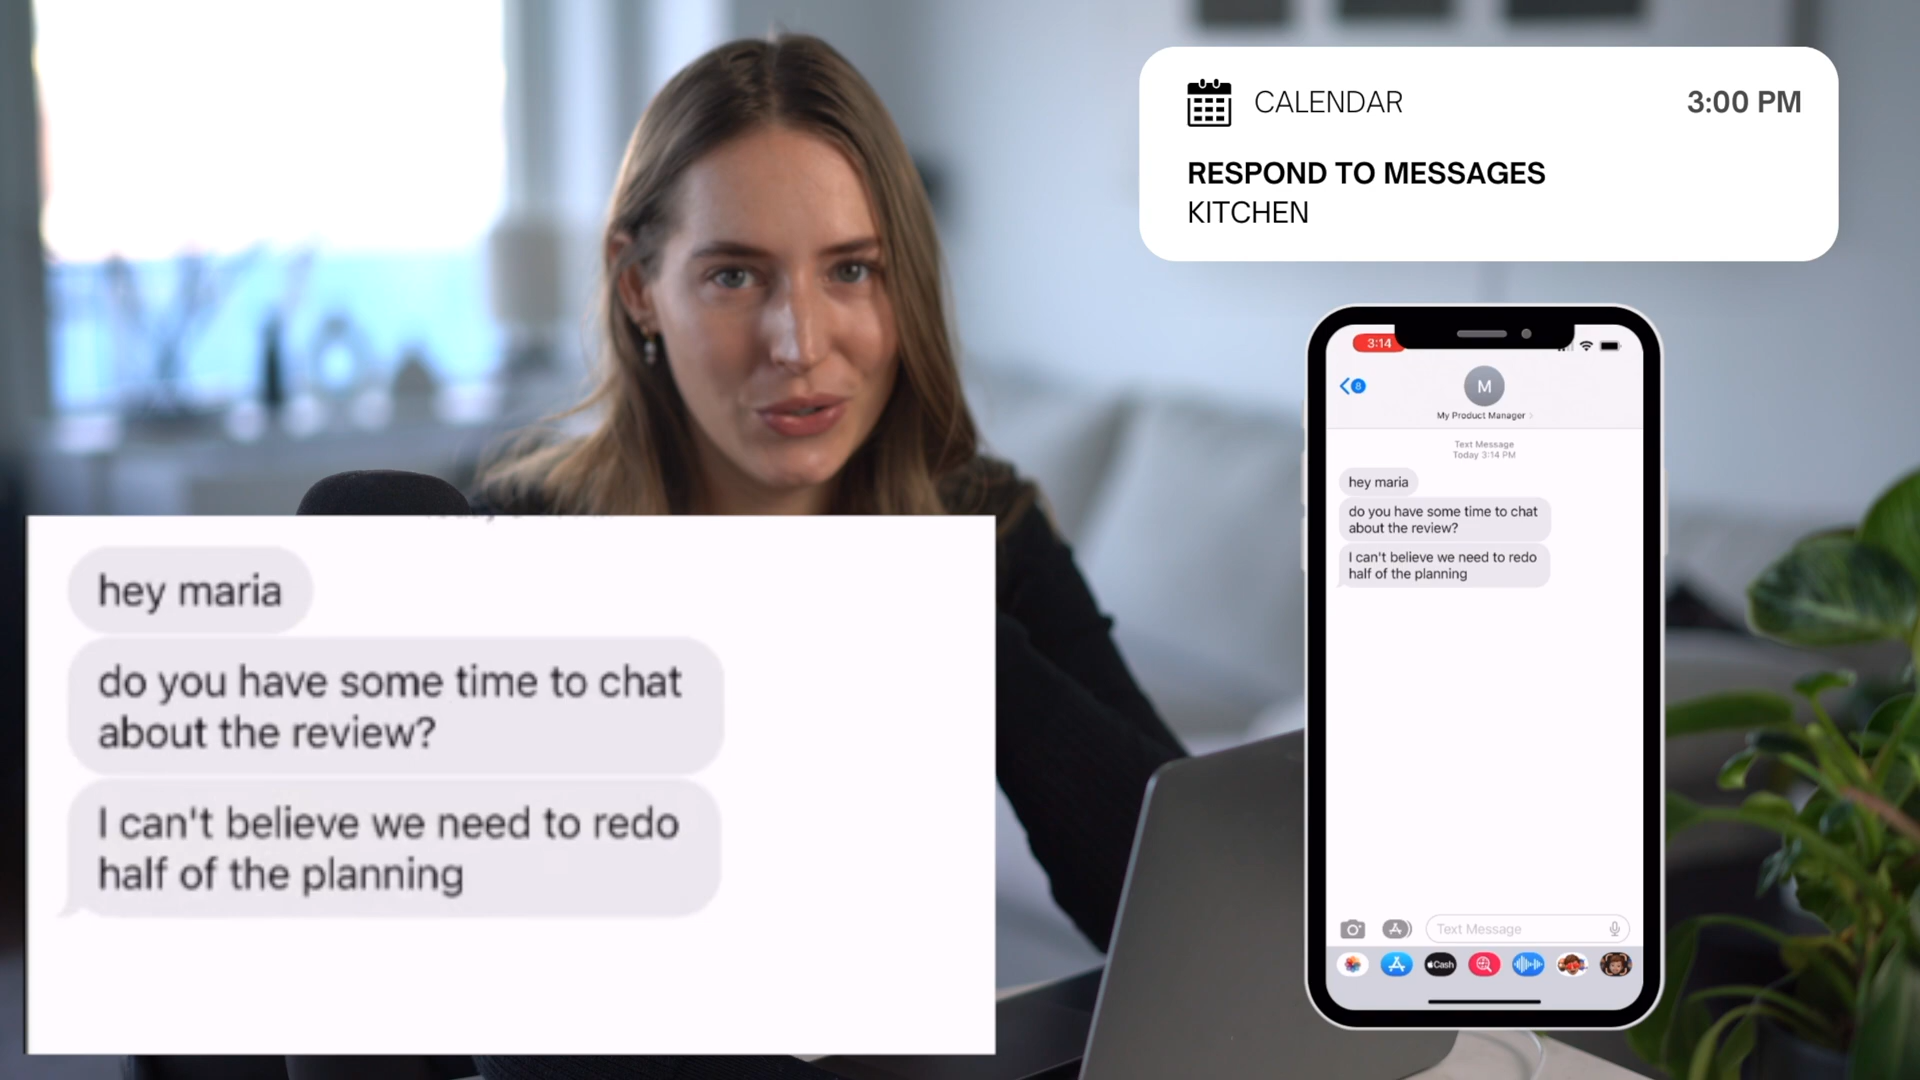 CALENDAR 3:00 PM
RESPOND TO MESSAGES
KITCHEN
3:14
8
M
My Product Manager
Text Message
Today 3:14 PM
hey maria
do you have some time to chat
about the review?
I can't believe we need to redo
half of the planning
Text Message
Cash
hey maria
do you have some time to chat
about the review?
I can't believe we need to redo
half of the planning